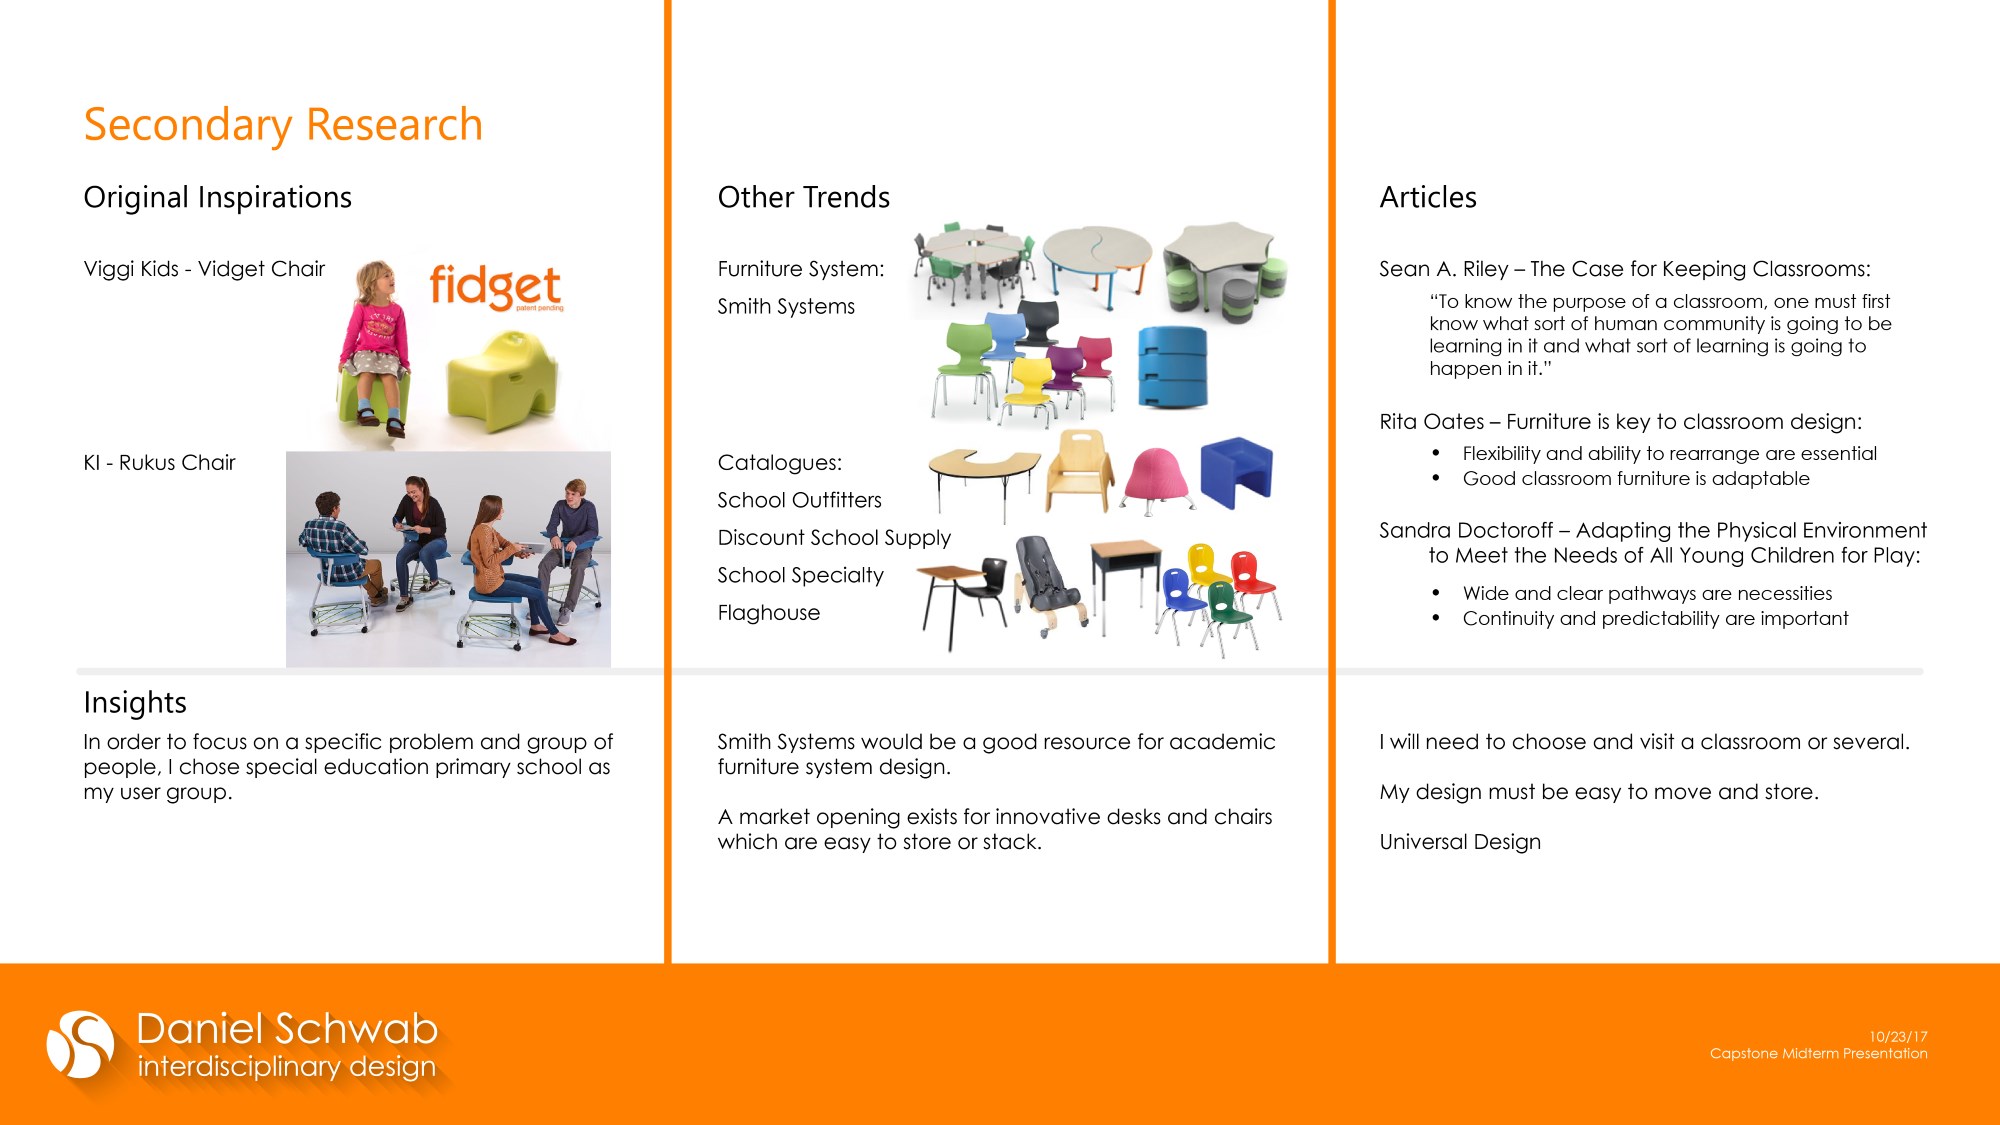 Secondary Research
Original Inspirations
Viggi Kids - Vidget Chair
fidget
patent pending
KI - Rukus Chair
Other Trends
Furniture System:
Smith Systems
Catalogues:
School Outfitters
Discount School Supply
School Specialty
Flaghouse
Articles
Sean A. Riley – The Case for Keeping Classrooms:
“To know the purpose of a classroom, one must first
know what sort of human community is going to be
learning in it and what sort of learning is going to
happen in it.”
Rita Oates – Furniture is key to classroom design:
• Flexibility and ability to rearrange are essential
• Good classroom furniture is adaptable
Sandra Doctoroff – Adapting the Physical Environment
to Meet the Needs of All Young Children for Play:
• Wide and clear pathways are necessities
• Continuity and predictability are important
Insights
In order to focus on a specific problem and group of
people, I chose special education primary school as
my user group.
Smith Systems would be a good resource for academic
furniture system design.
A market opening exists for innovative desks and chairs
which are easy to store or stack.
I will need to choose and visit a classroom or several.
My design must be easy to move and store.
Universal Design
Daniel Schwab
interdisciplinary design
10/23/17
Capstone Midterm Presentation